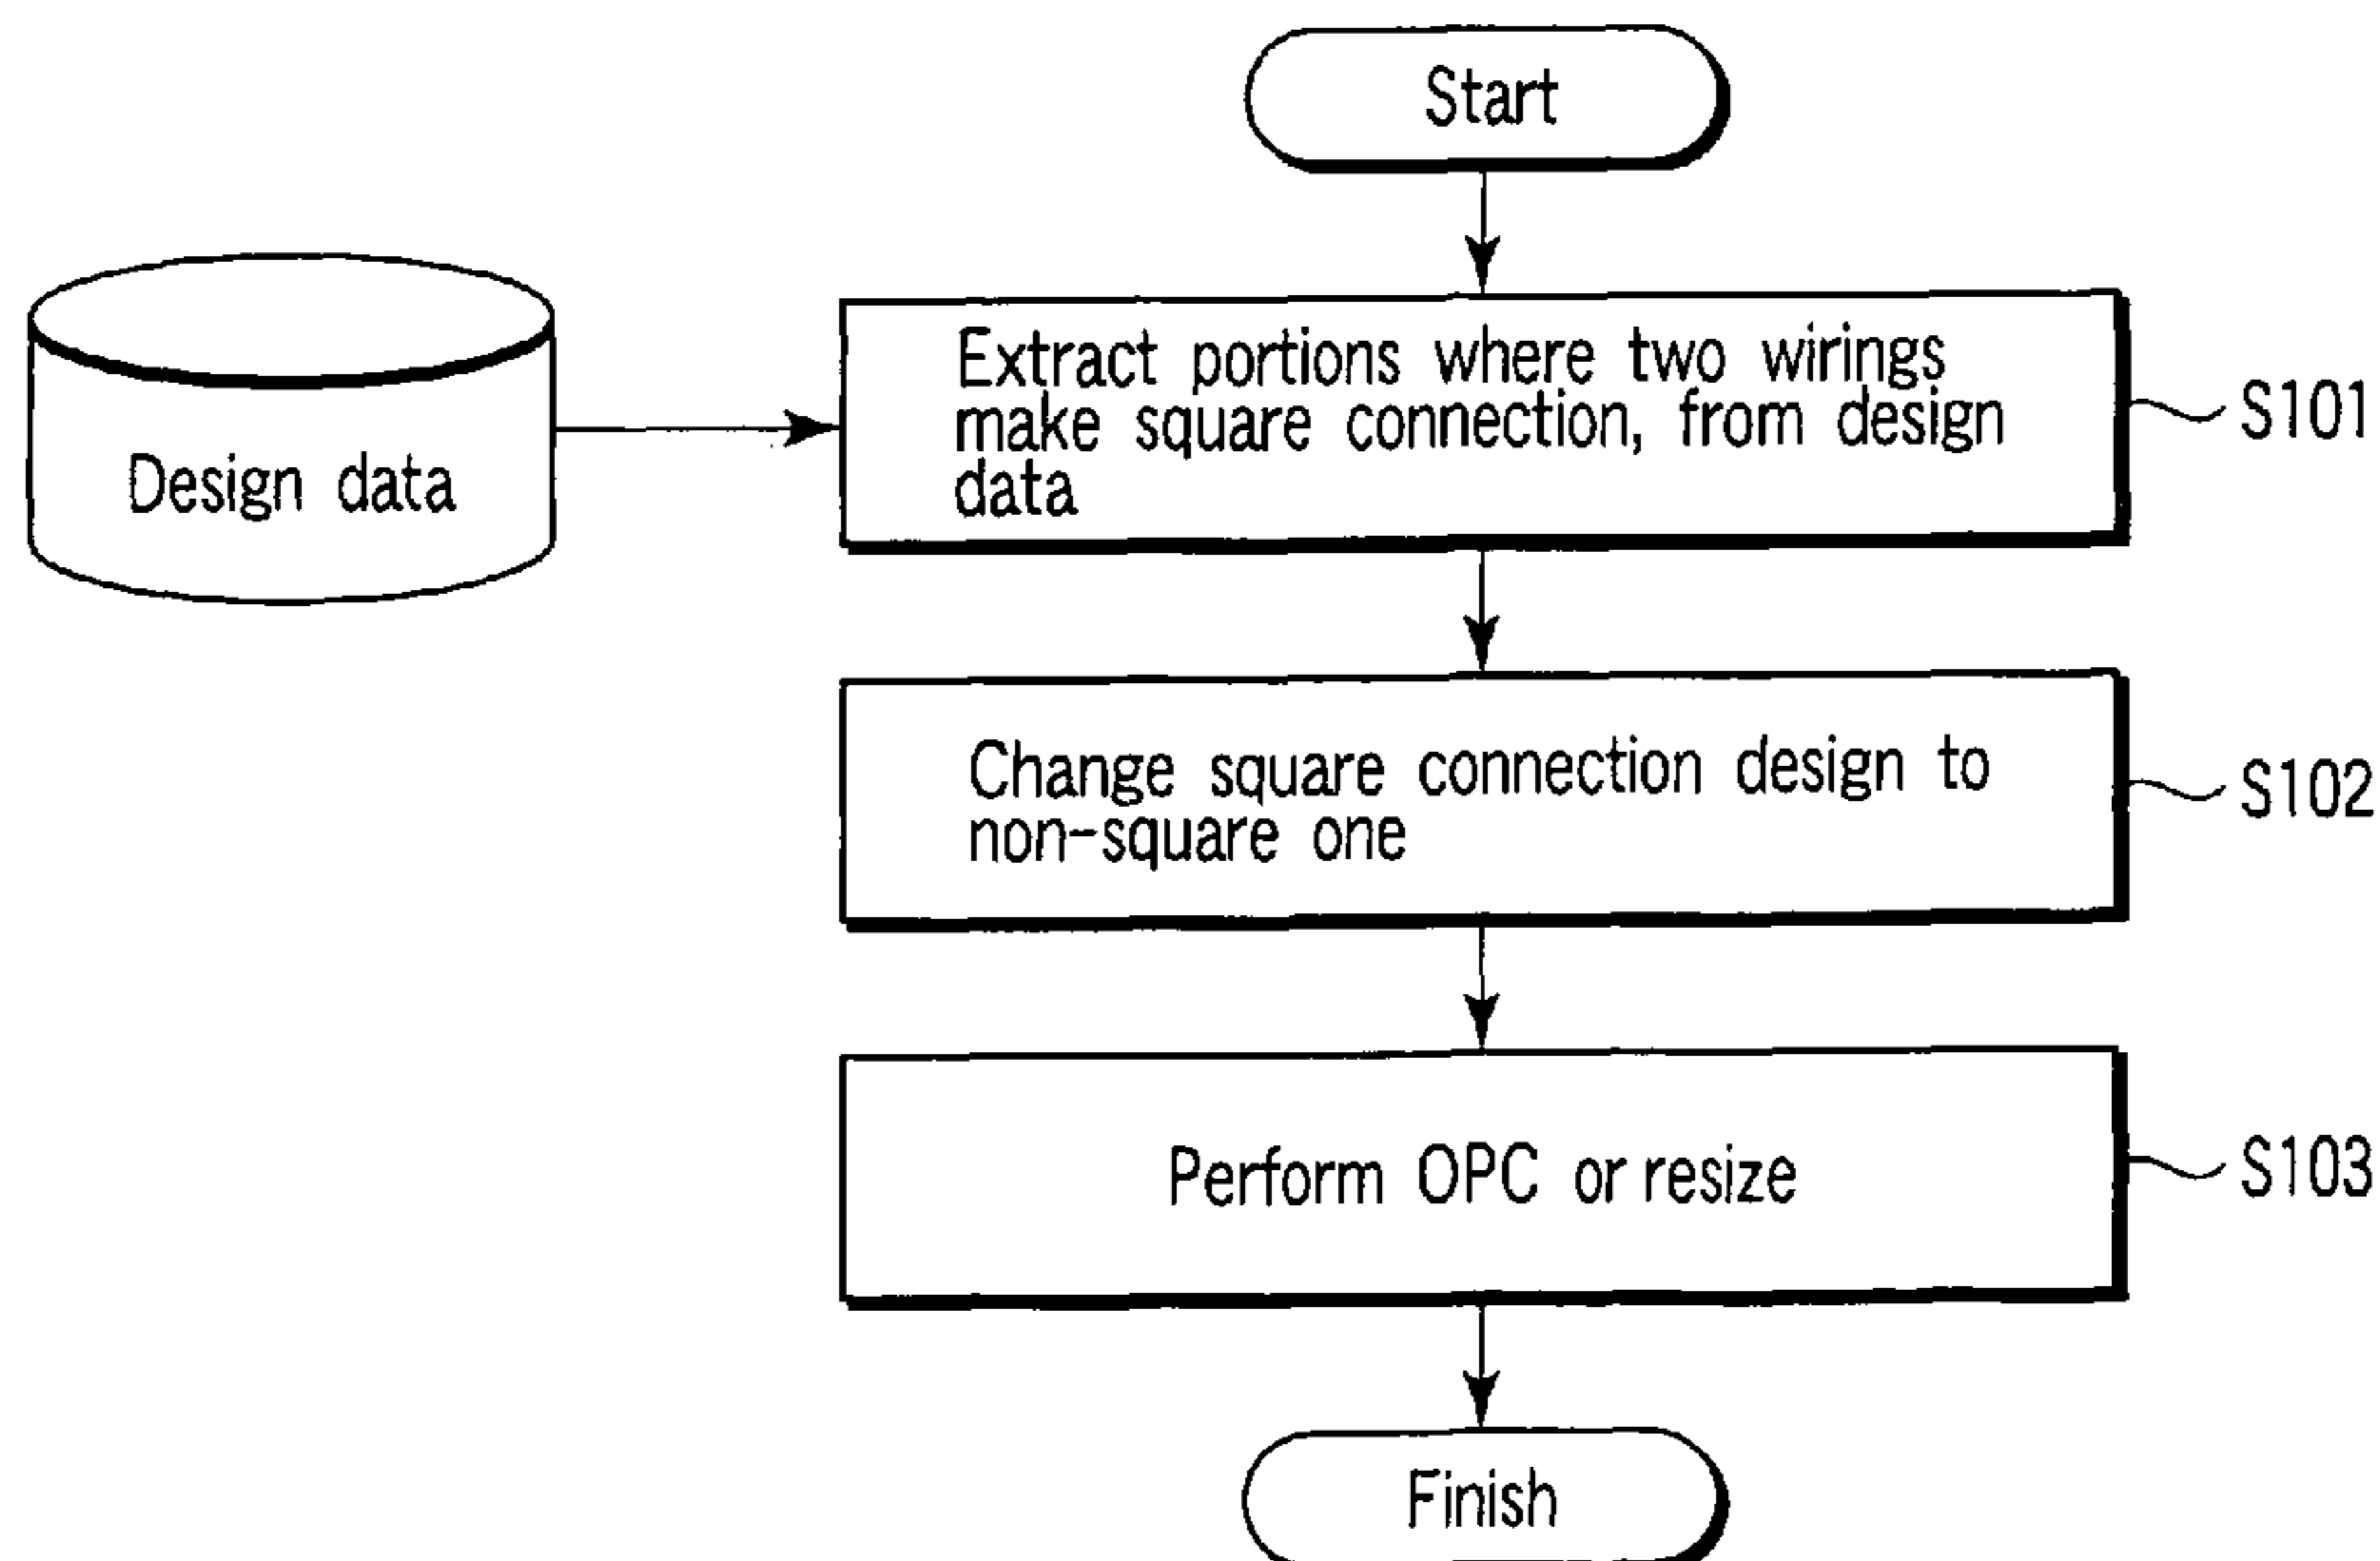 Start
Extract portions where two wirings
make square connection, from design
data
S101
Design data
Change square connection design to
non-square one
S102
Perform OPC or resize
S103
Finish